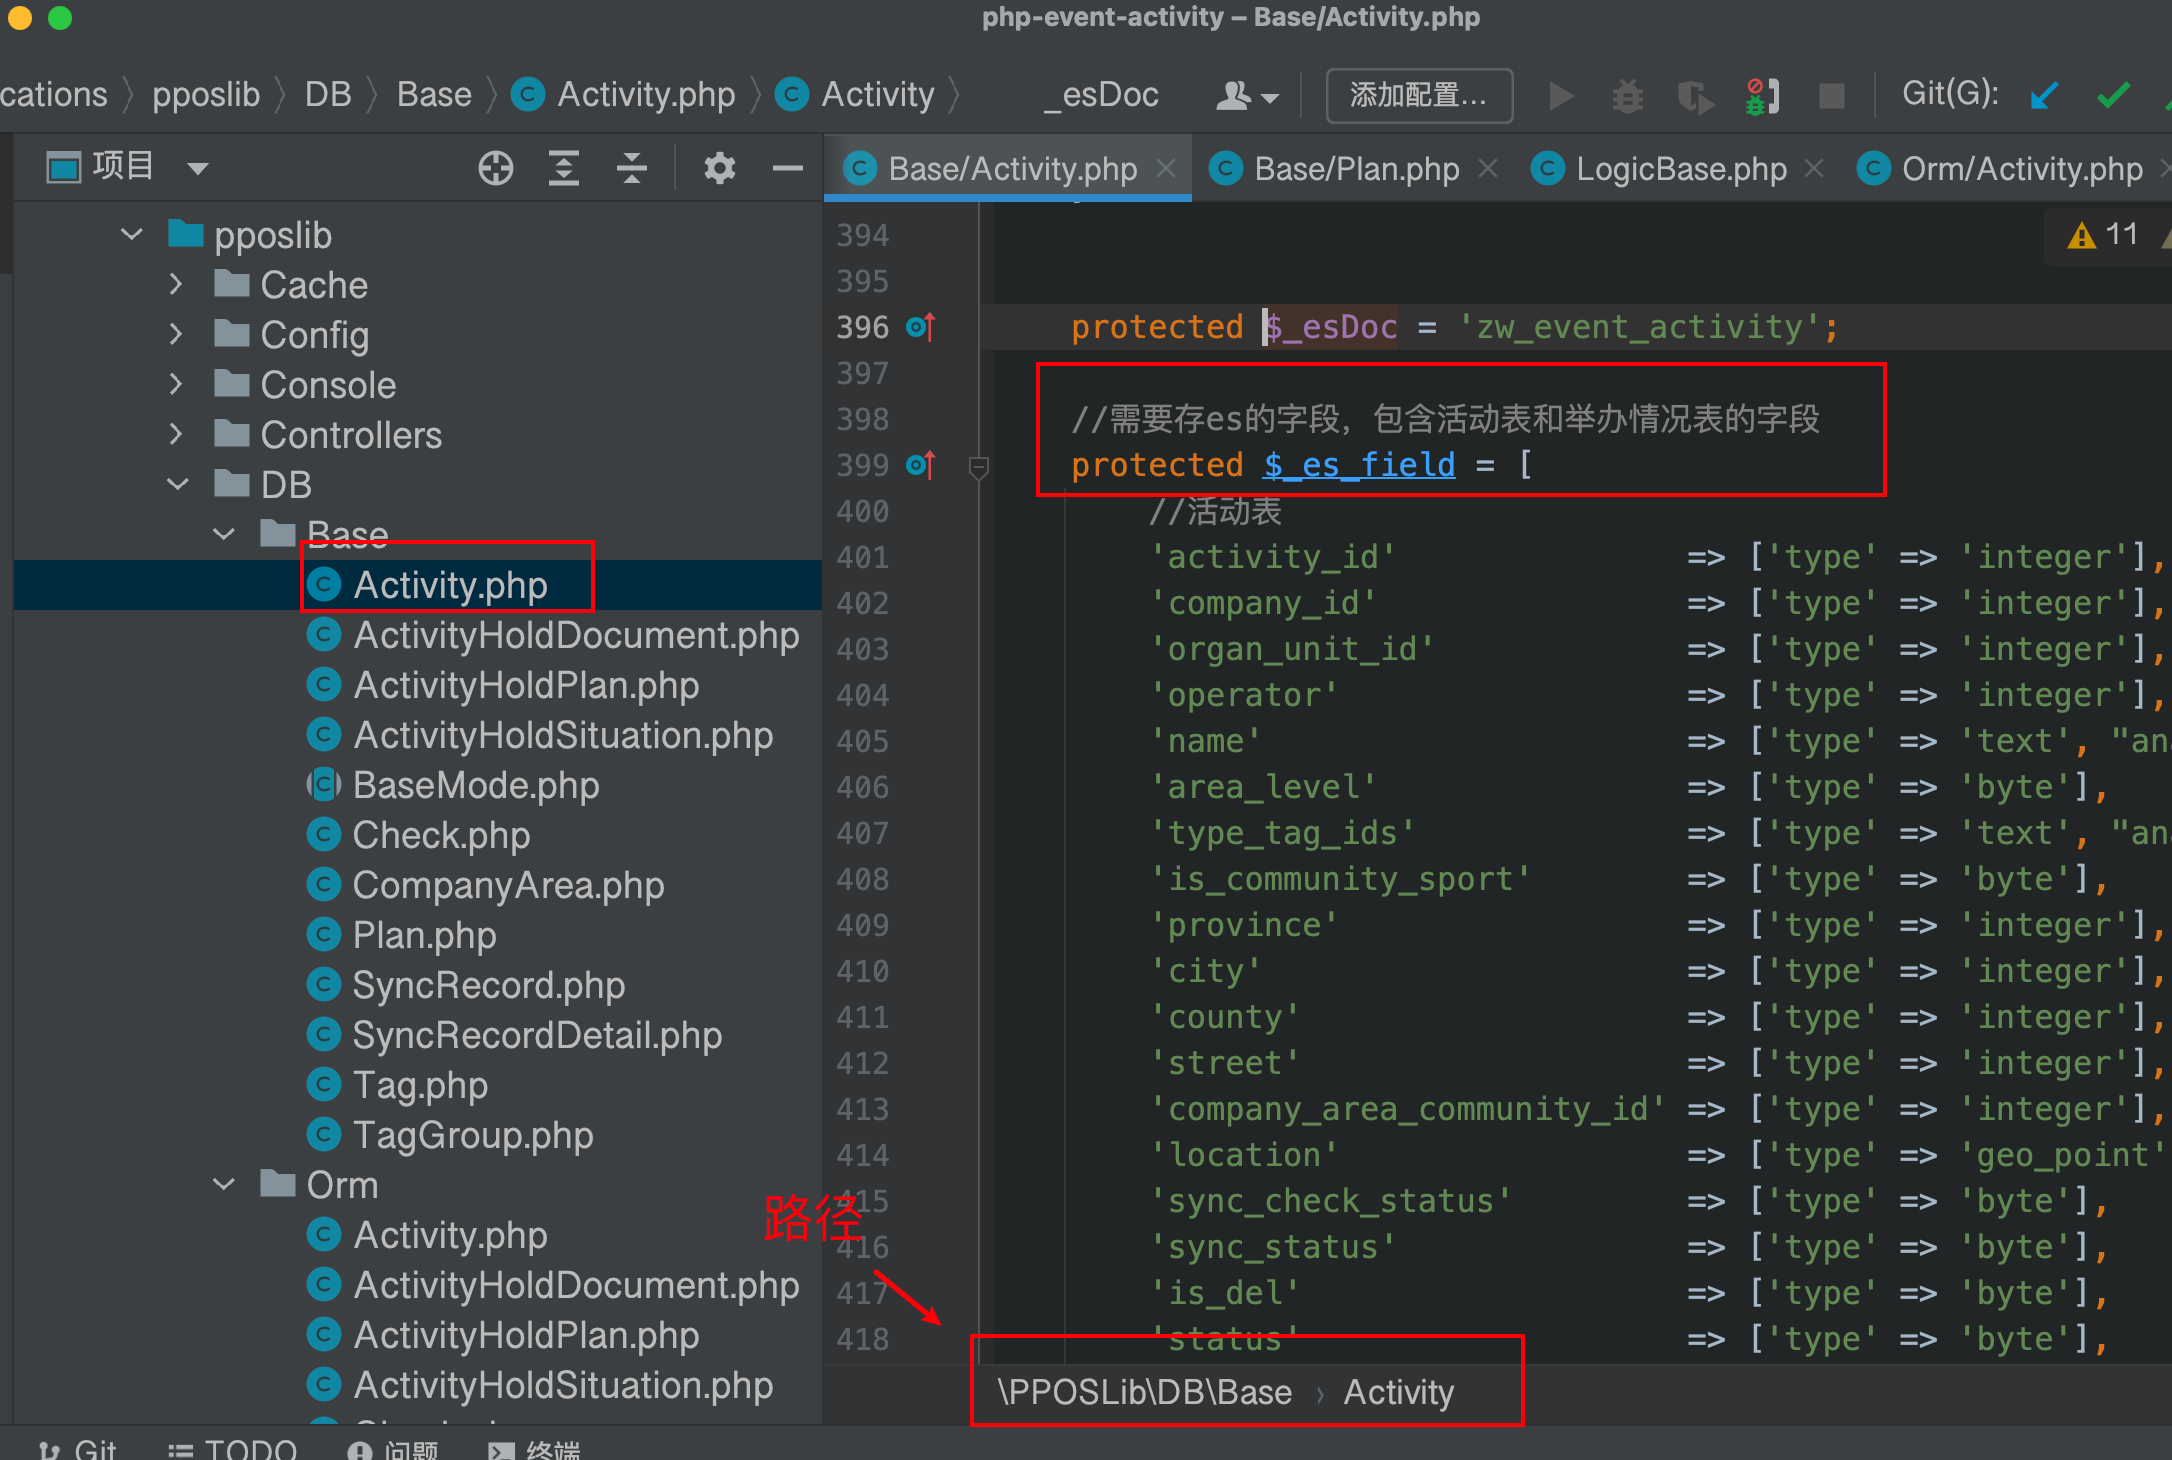 php-event-activity – Base/Activity.php
cations pposlib DB Base Activity.php Activity _esDoc 添加配置... Git(G):
项目
Base/Activity.php Base/Plan.php LogicBase.php Orm/Activity.php
pposlib
Cache
Config
Console
Controllers
DB
Base
Activity.php
ActivityHoldDocument.php
ActivityHoldPlan.php
ActivityHoldSituation.php
BaseMode.php
Check.php
CompanyArea.php
Plan.php
SyncRecord.php
SyncRecordDetail.php
Tag.php
TagGroup.php
Orm
Activity.php
ActivityHoldDocument.php
ActivityHoldPlan.php
ActivityHoldSituation.php
11
394
395
396 protected $_esDoc = 'zw_event_activity';
397
398 //需要存es的字段，包含活动表和举办情况表的字段
399 protected $_es_field = [
400 //活动表
401 'activity_id' => ['type' => 'integer'],
402 'company_id' => ['type' => 'integer'],
403 'organ_unit_id' => ['type' => 'integer'],
404 'operator' => ['type' => 'integer'],
405 'name' => ['type' => 'text', "an
406 'area_level' => ['type' => 'byte'],
407 'type_tag_ids' => ['type' => 'text', "an
408 'is_community_sport' => ['type' => 'byte'],
409 'province' => ['type' => 'integer'],
410 'city' => ['type' => 'integer'],
411 'county' => ['type' => 'integer'],
412 'street' => ['type' => 'integer'],
413 'company_area_community_id' => ['type' => 'integer'],
414 'location' => ['type' => 'geo_point'
415 'sync_check_status' => ['type' => 'byte'],
416 'sync_status' => ['type' => 'byte'],
417 'is_del' => ['type' => 'byte'],
418 'status' => ['type' => 'byte'],
路径
\PPOSLib\DB\Base › Activity
Git TODO 问题 终端